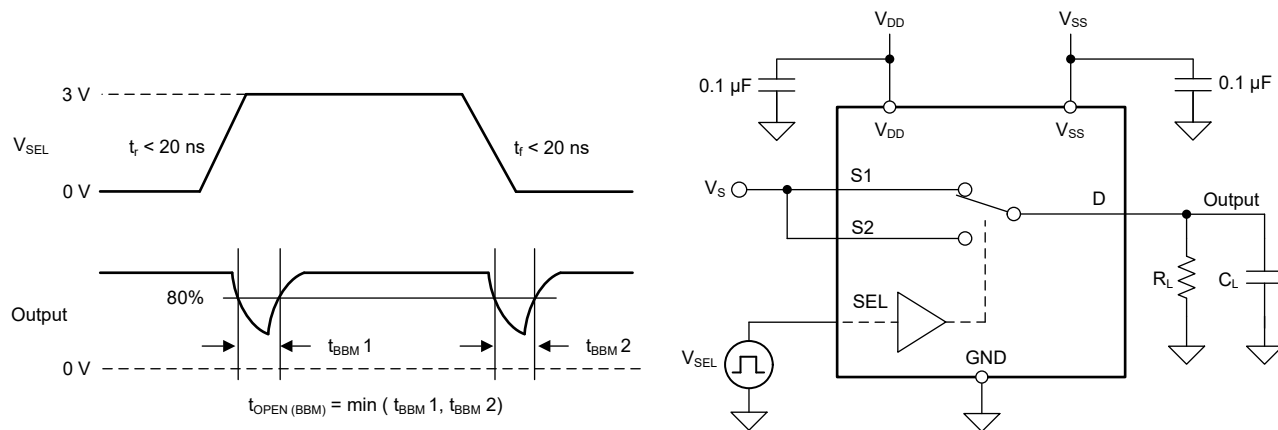 3 V
V_SEL
t_r < 20 ns
t_f < 20 ns
0 V
80%
Output
t_BBM 1
t_BBM 2
0 V
t_OPEN (BBM) = min ( t_BBM 1, t_BBM 2)
V_DD
V_SS
0.1 µF
0.1 µF
V_DD
V_SS
V_S
S1
D
Output
S2
R_L
C_L
SEL
V_SEL
GND